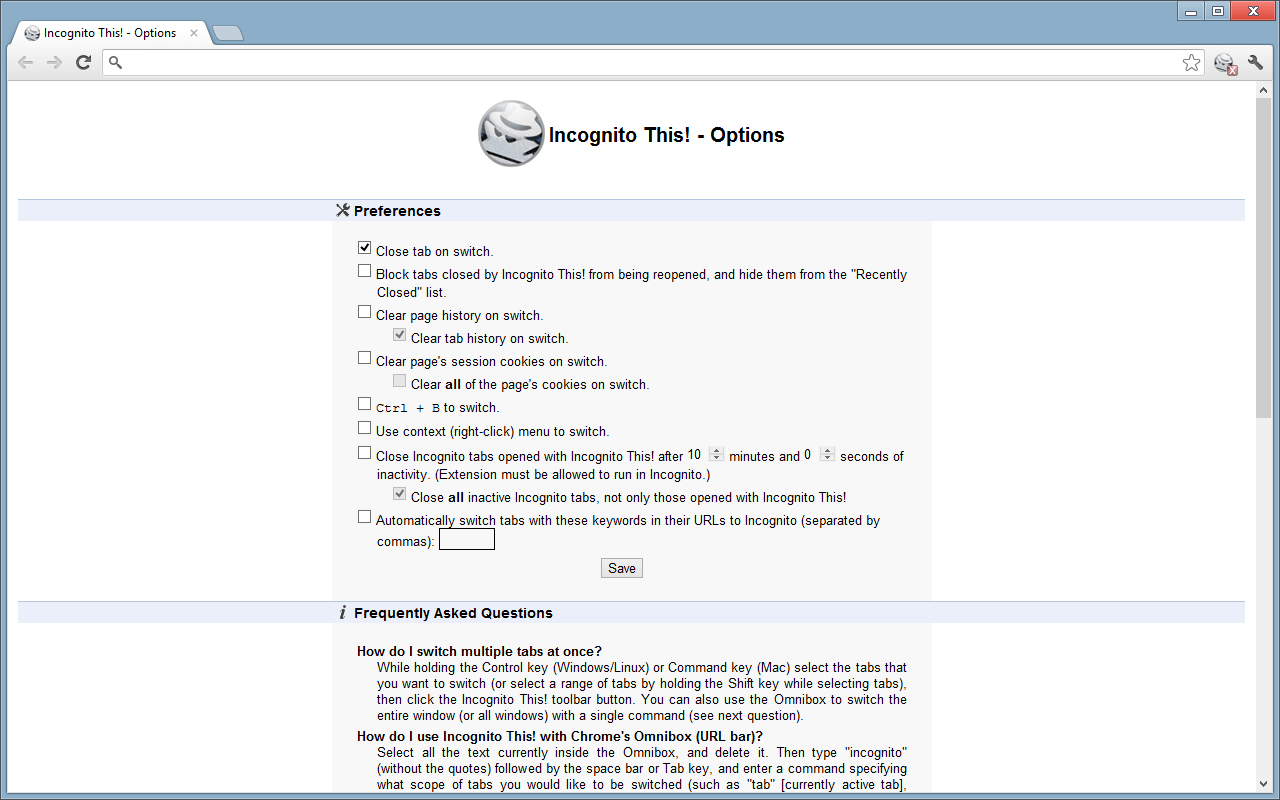 Incognito This! - Options
Incognito This! - Options
Preferences
Close tab on switch.
Block tabs closed by Incognito This! from being reopened, and hide them from the "Recently
Closed" list.
Clear page history on switch.
Clear tab history on switch.
Clear page's session cookies on switch.
Clear all of the page's cookies on switch.
Ctrl + B to switch.
Use context (right-click) menu to switch.
Close Incognito tabs opened with Incognito This! after 10 minutes and 0 seconds of
inactivity. (Extension must be allowed to run in Incognito.)
Close all inactive Incognito tabs, not only those opened with Incognito This!
Automatically switch tabs with these keywords in their URLs to Incognito (separated by
commas):
Save
Frequently Asked Questions
How do I switch multiple tabs at once?
While holding the Control key (Windows/Linux) or Command key (Mac) select the tabs that
you want to switch (or select a range of tabs by holding the Shift key while selecting tabs),
then click the Incognito This! toolbar button. You can also use the Omnibox to switch the
entire window (or all windows) with a single command (see next question).
How do I use Incognito This! with Chrome's Omnibox (URL bar)?
Select all the text currently inside the Omnibox, and delete it. Then type "incognito"
(without the quotes) followed by the space bar or Tab key, and enter a command specifying
what scope of tabs you would like to be switched (such as "tab" [currently active tab],